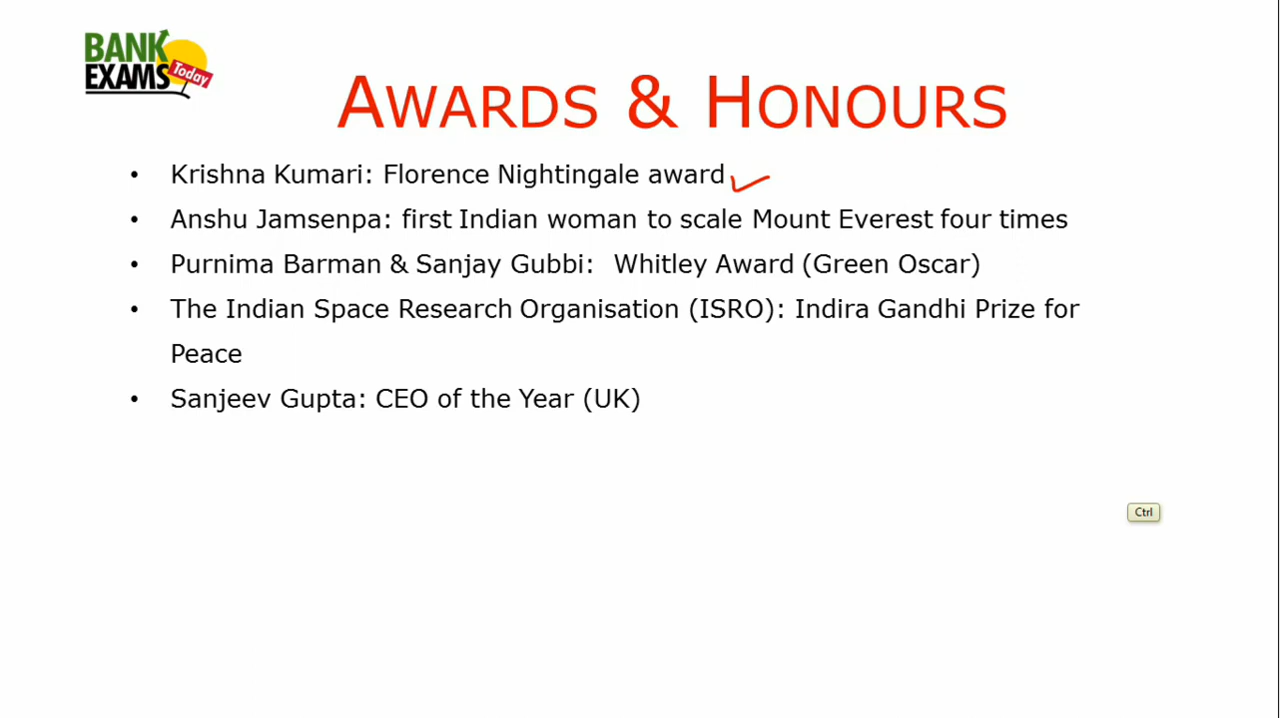 BANK
EXAMS Today
AWARDS & HONOURS
• Krishna Kumari: Florence Nightingale award
• Anshu Jamsenpa: first Indian woman to scale Mount Everest four times
• Purnima Barman & Sanjay Gubbi: Whitley Award (Green Oscar)
• The Indian Space Research Organisation (ISRO): Indira Gandhi Prize for
Peace
• Sanjeev Gupta: CEO of the Year (UK)
Ctrl